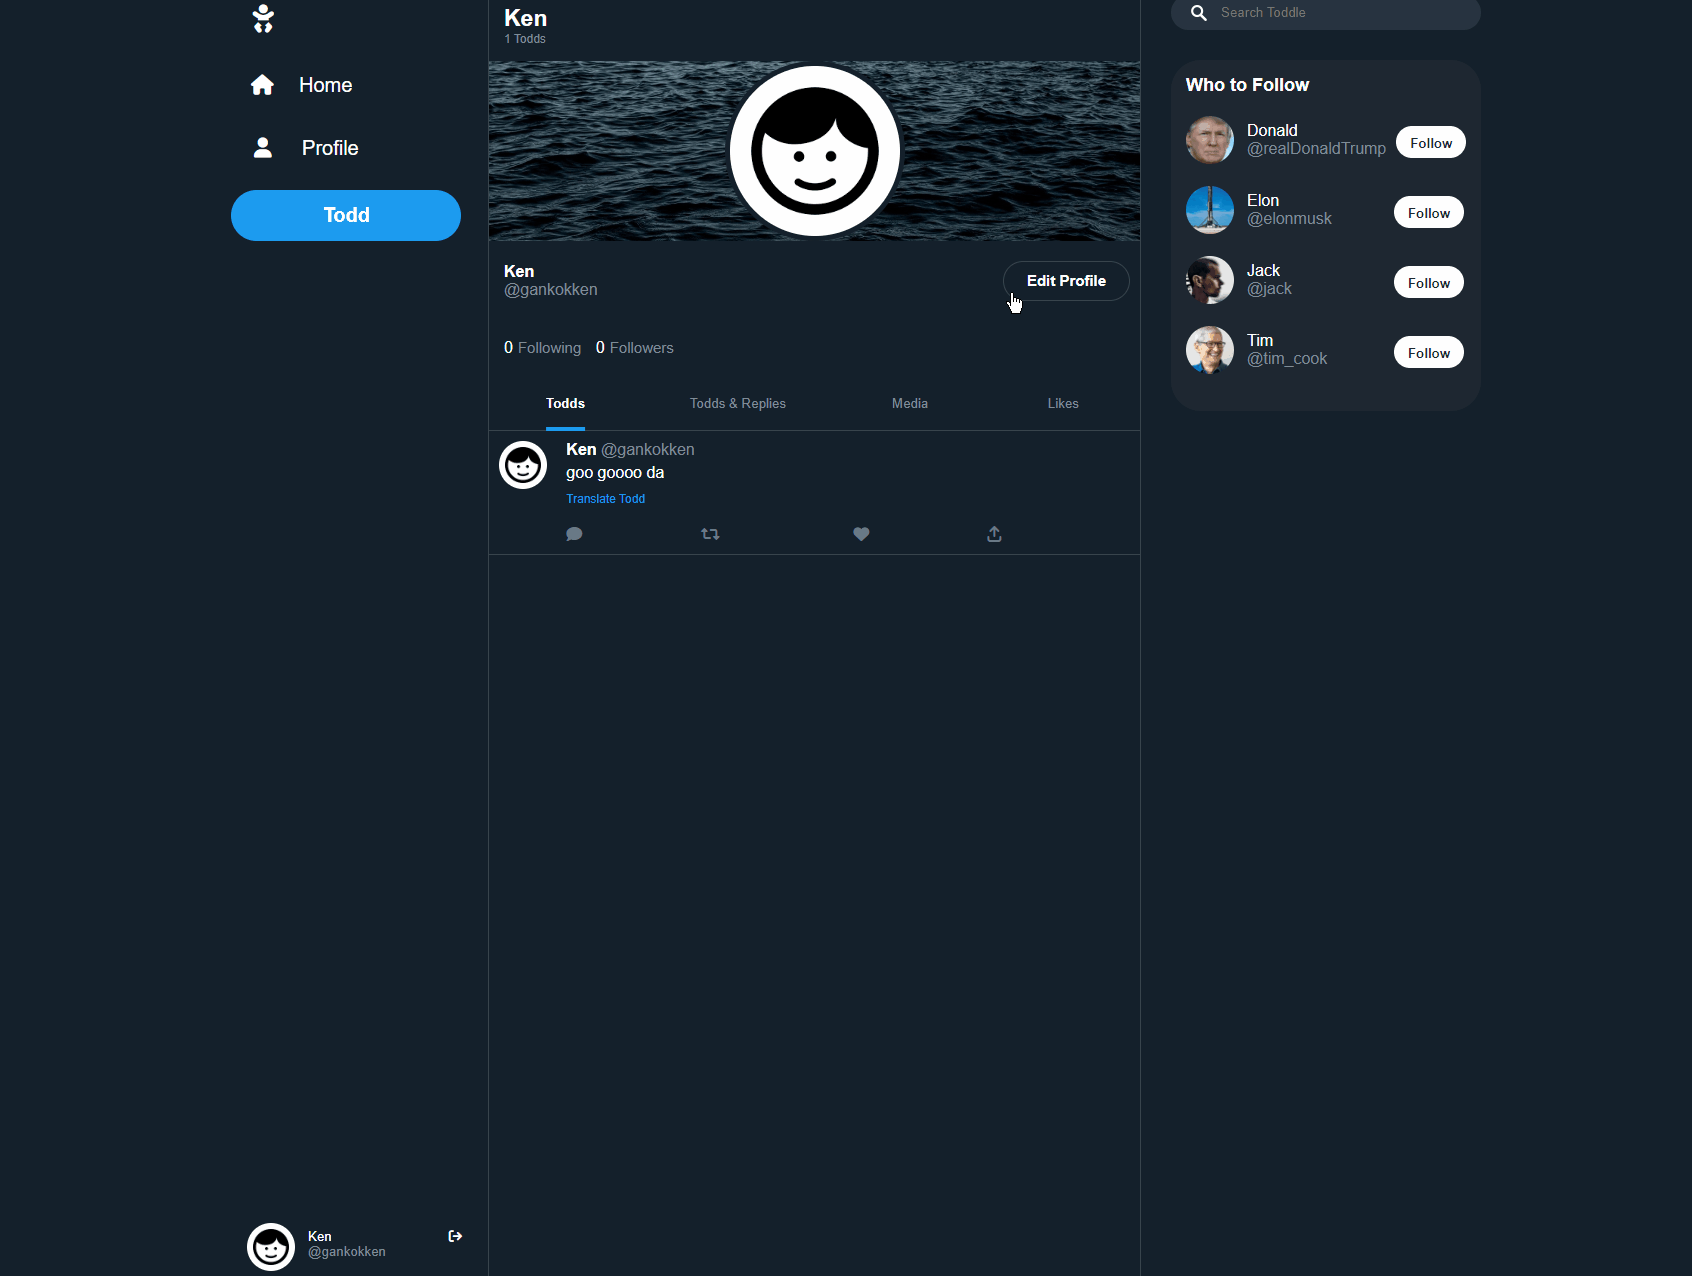 Home
Profile
Todd
Ken
@gankokken
Ken
1 Todds
Ken
@gankokken
Edit Profile
0 Following 0 Followers
Todds Todds & Replies Media Likes
Ken @gankokken
goo goooo da
Translate Todd
Search Toddle
Who to Follow
Donald
@realDonaldTrump
Follow
Elon
@elonmusk
Follow
Jack
@jack
Follow
Tim
@tim_cook
Follow